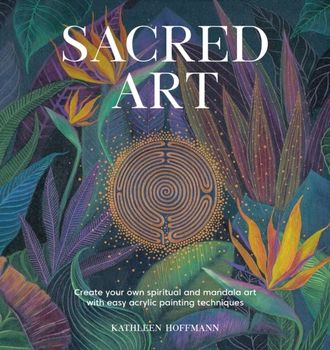 SACRED
ART
Create your own spiritual and mandala art
with easy acrylic painting techniques
KATHLEEN HOFFMANN